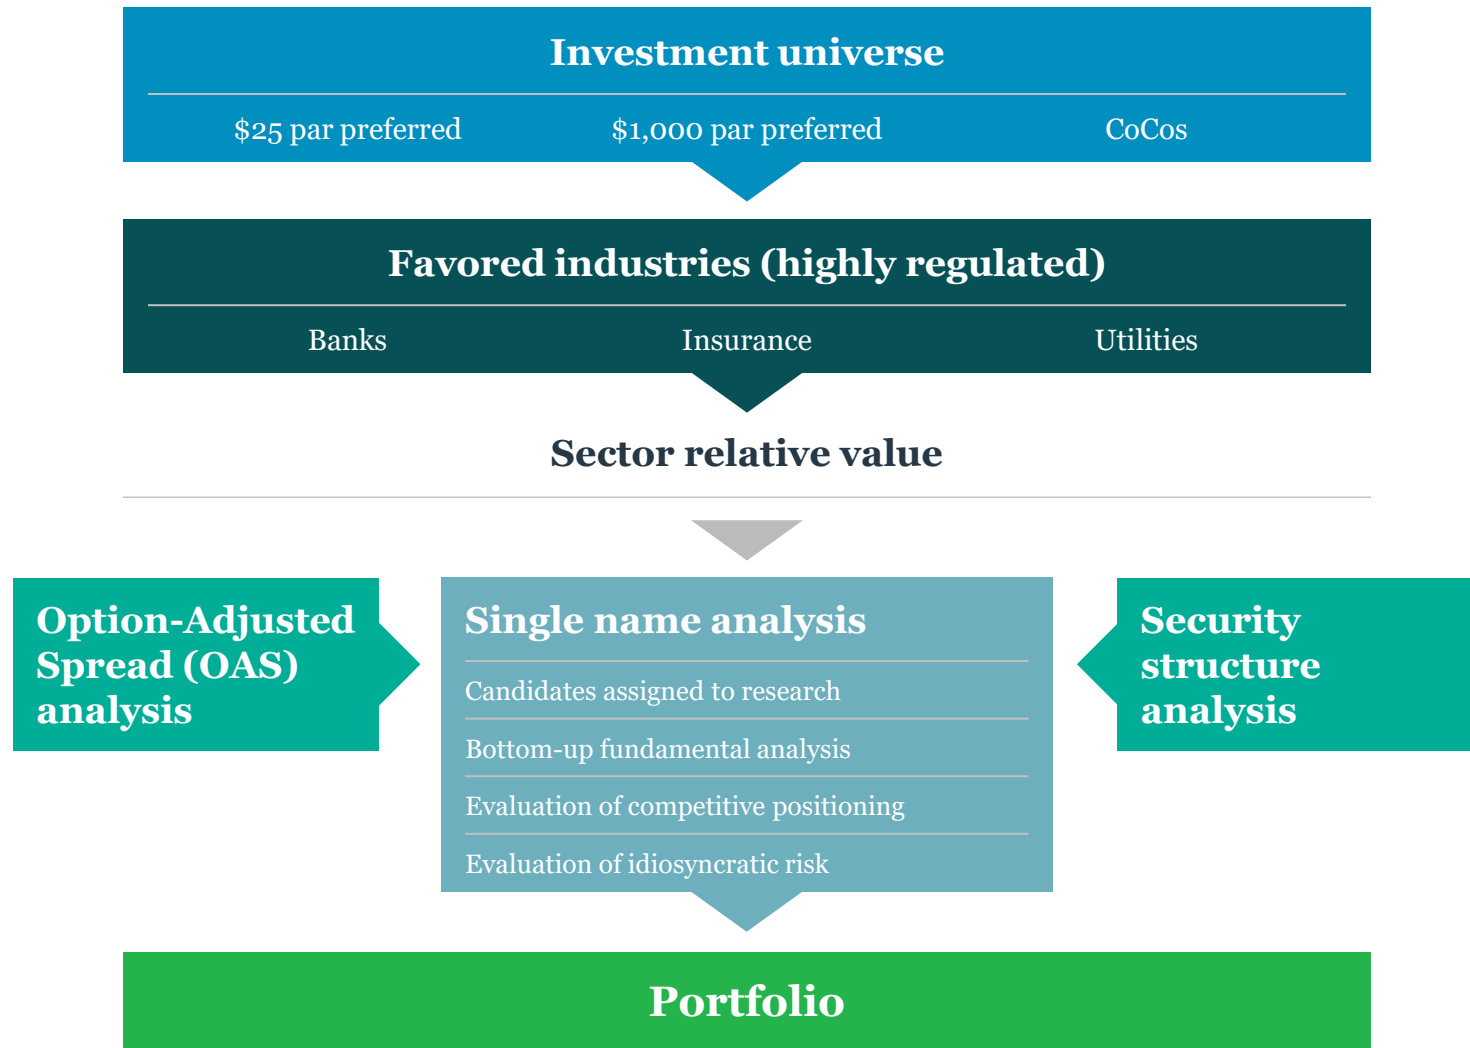 Investment universe
$25 par preferred
$1,000 par preferred
CoCos
Favored industries (highly regulated)
Banks
Insurance
Utilities
Sector relative value
Option-Adjusted
Spread (OAS)
analysis
Single name analysis
Candidates assigned to research
Bottom-up fundamental analysis
Evaluation of competitive positioning
Evaluation of idiosyncratic risk
Security
structure
analysis
Portfolio